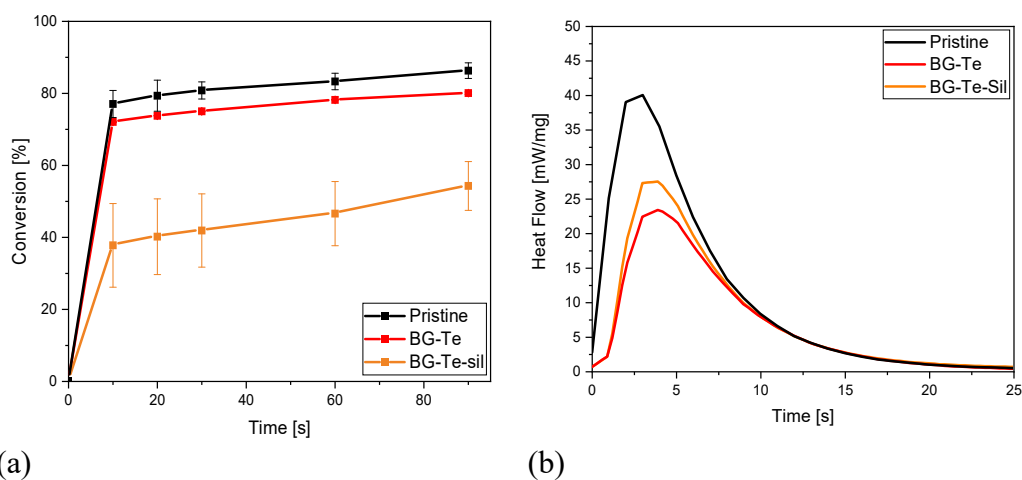 100
80
60
40
20
0
0 20 40 60 80
Conversion [%]
Time [s]
Pristine
BG-Te
BG-Te-sil
(a)
50
45
40
35
30
25
20
15
10
5
0
0 5 10 15 20 25
Heat Flow [mW/mg]
Time [s]
Pristine
BG-Te
BG-Te-Sil
(b)